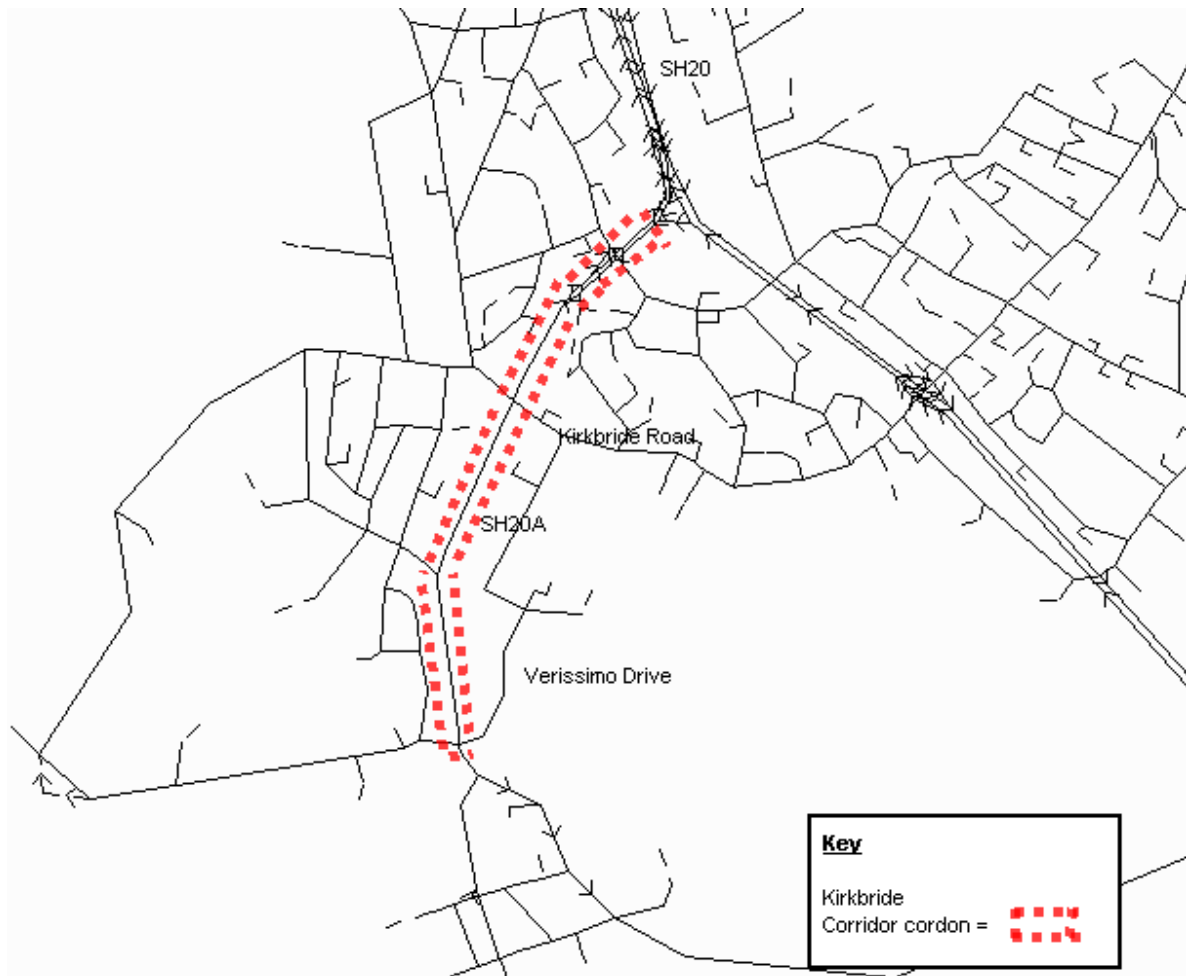 SH20
Kirkbride Road
SH20A
Verissimo Drive
Key
Kirkbride
Corridor cordon =